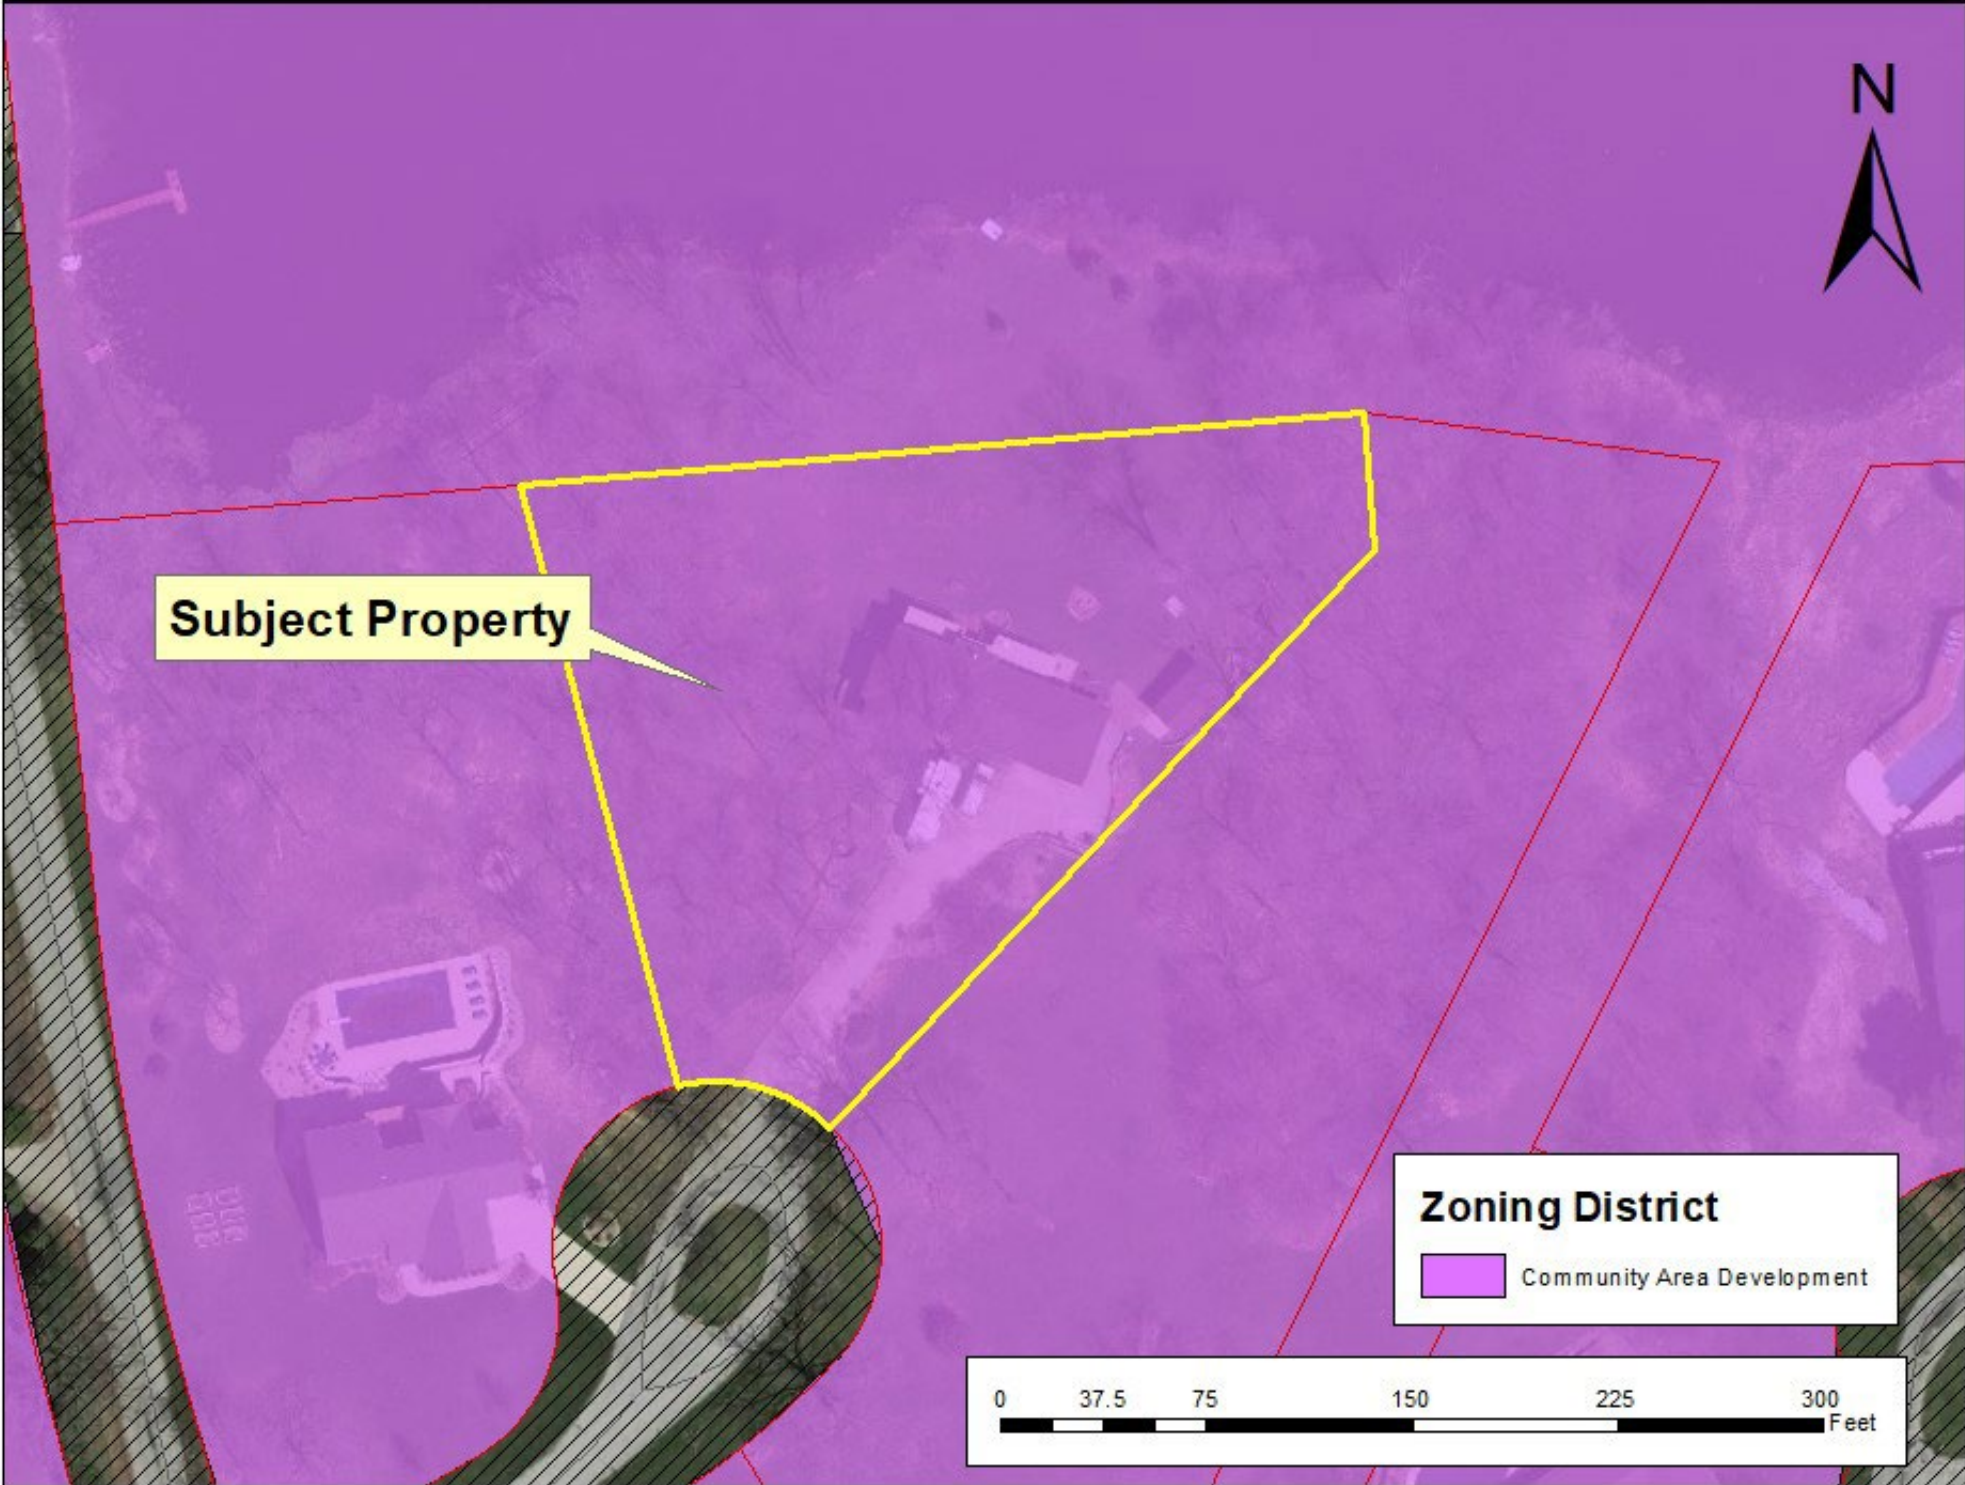 N
Subject Property
Zoning District
Community Area Development
0 37.5 75 150 225 300
Feet